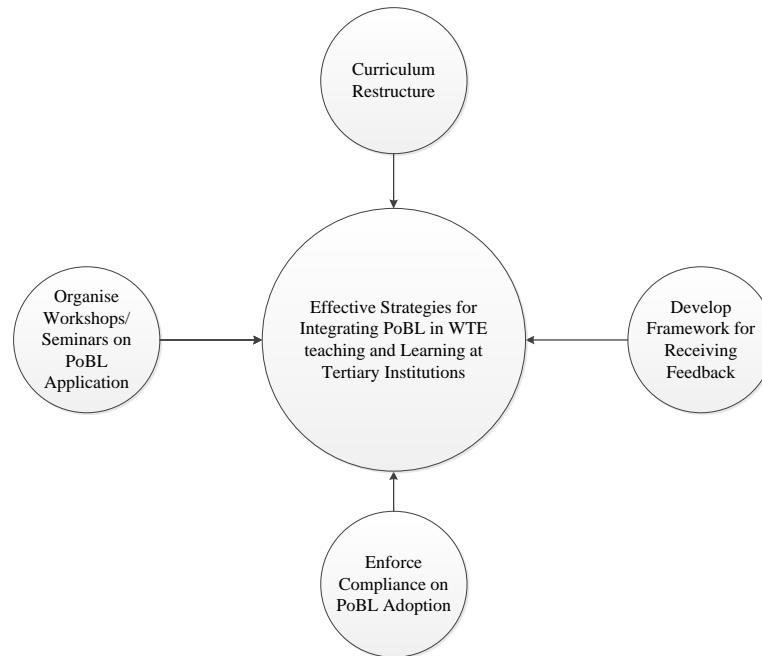 Curriculum
Restructure
Organise
Workshops/
Seminars on
PoBL
Application
Effective Strategies for
Integrating PoBL in WTE
teaching and Learning at
Tertiary Institutions
Develop
Framework for
Receiving
Feedback
Enforce
Compliance on
PoBL Adoption